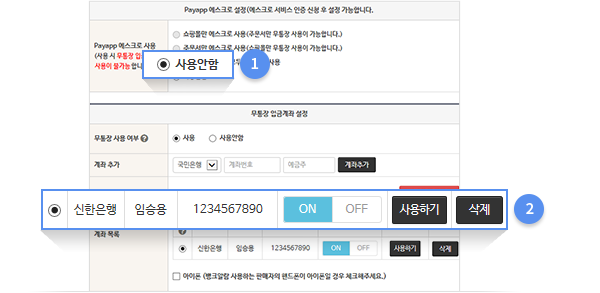 Payapp 에스크로 설정(에스크로 서비스 인증 신청 후 설정 가능합니다.
Payapp 에스크로 사용
(사용 시 무통장 입
사용이 불가능합니
쇼핑몰만 에스크로 사용(주문서만 무통장 사용이 가능합니다.)
주문서만 에스크로 사용(쇼핑몰만 무통장 사용이 가능합니다.)
사용
사용안함
1
무통장 입금계좌 설정
무통장 사용 여부 ?
사용 사용안함
계좌 추가
국민은행 계좌번호 예금주 계좌추가
신한은행 임승용 1234567890 ON OFF 사용하기 삭제
2
계좌 목록
?
신한은행 임승용 1234567890 ON OFF 사용하기 삭제
아이폰 (뱅크알람 사용하는 판매자의 핸드폰이 아이폰일 경우 체크해주세요.)